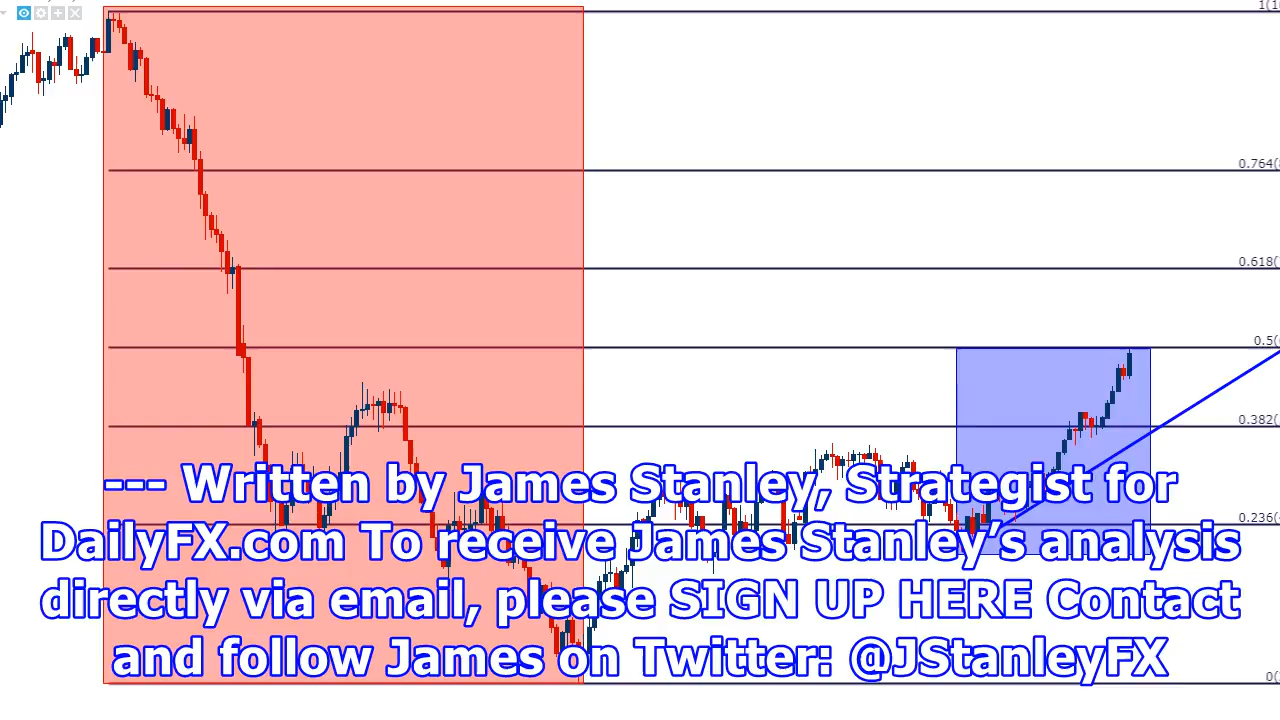 1(1
0.764(
0.618(
0.5(
0.382(
0.236(
--- Written by James Stanley, Strategist for
DailyFX.com To receive James Stanley’s analysis
directly via email, please SIGN UP HERE Contact
and follow James on Twitter: @JStanleyFX
0(